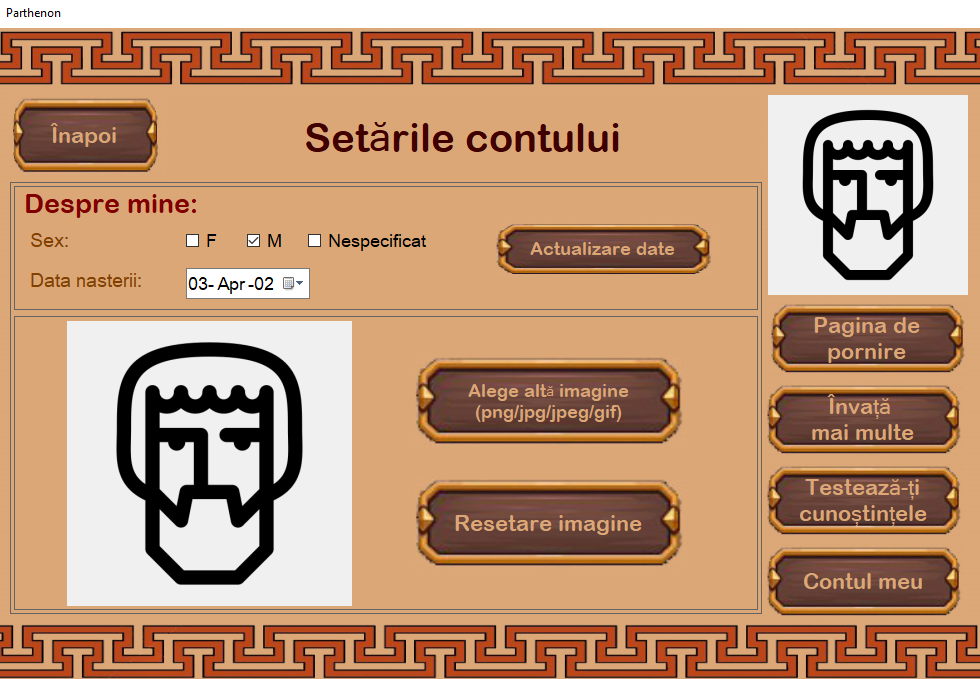 Parthenon
Înapoi
Setările contului
Despre mine:
Sex:
F
M
Nespecificat
Actualizare date
Data nasterii:
03- Apr -02
Alege altă imagine
(png/jpg/jpeg/gif)
Resetare imagine
Pagina de
pornire
Învață
mai multe
Testează-ți
cunoștințele
Contul meu